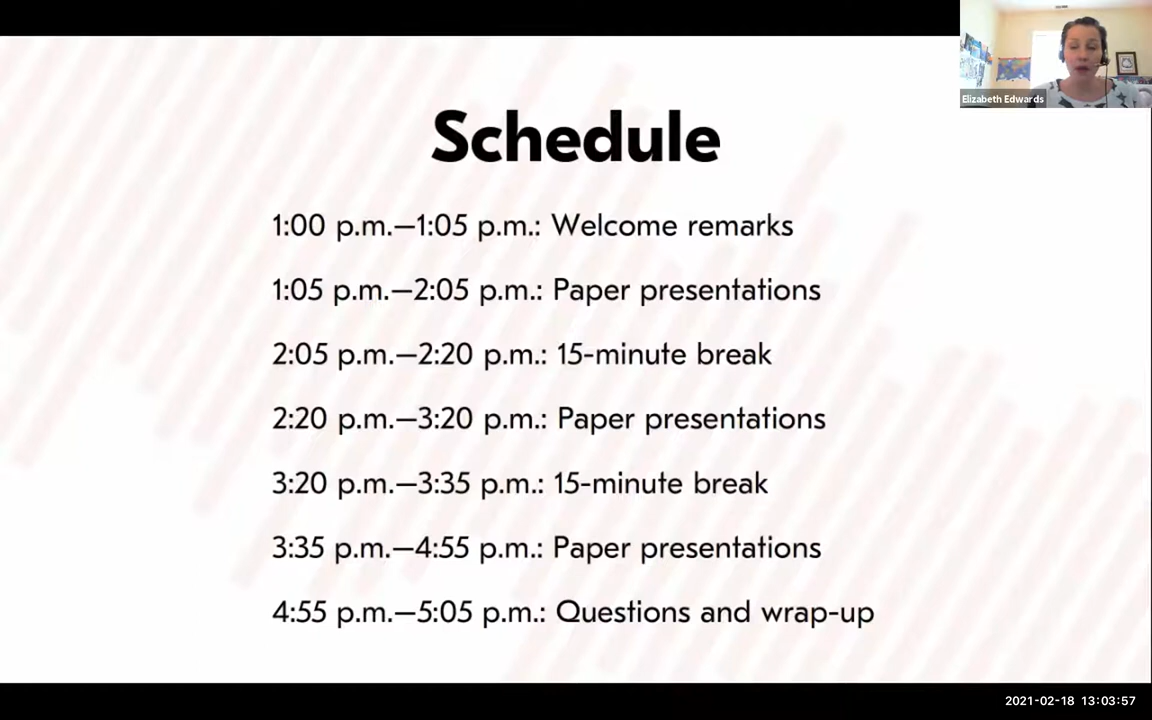 Elizabeth Edwards
Schedule
1:00 p.m.–1:05 p.m.: Welcome remarks
1:05 p.m.–2:05 p.m.: Paper presentations
2:05 p.m.–2:20 p.m.: 15-minute break
2:20 p.m.–3:20 p.m.: Paper presentations
3:20 p.m.–3:35 p.m.: 15-minute break
3:35 p.m.–4:55 p.m.: Paper presentations
4:55 p.m.–5:05 p.m.: Questions and wrap-up
2021-02-18 13:03:57